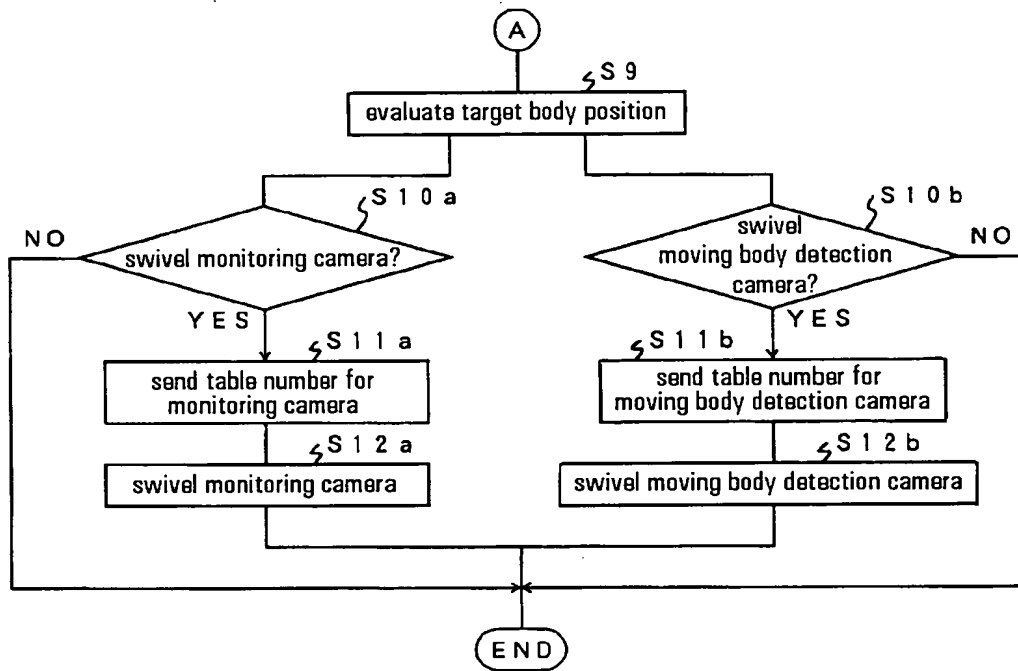 A
S9
evaluate target body position
S10a
S10b
NO
swivel monitoring camera?
swivel
moving body detection
camera?
NO
YES
YES
S11a
S11b
send table number for
monitoring camera
send table number for
moving body detection camera
S12a
S12b
swivel monitoring camera
swivel moving body detection camera
END